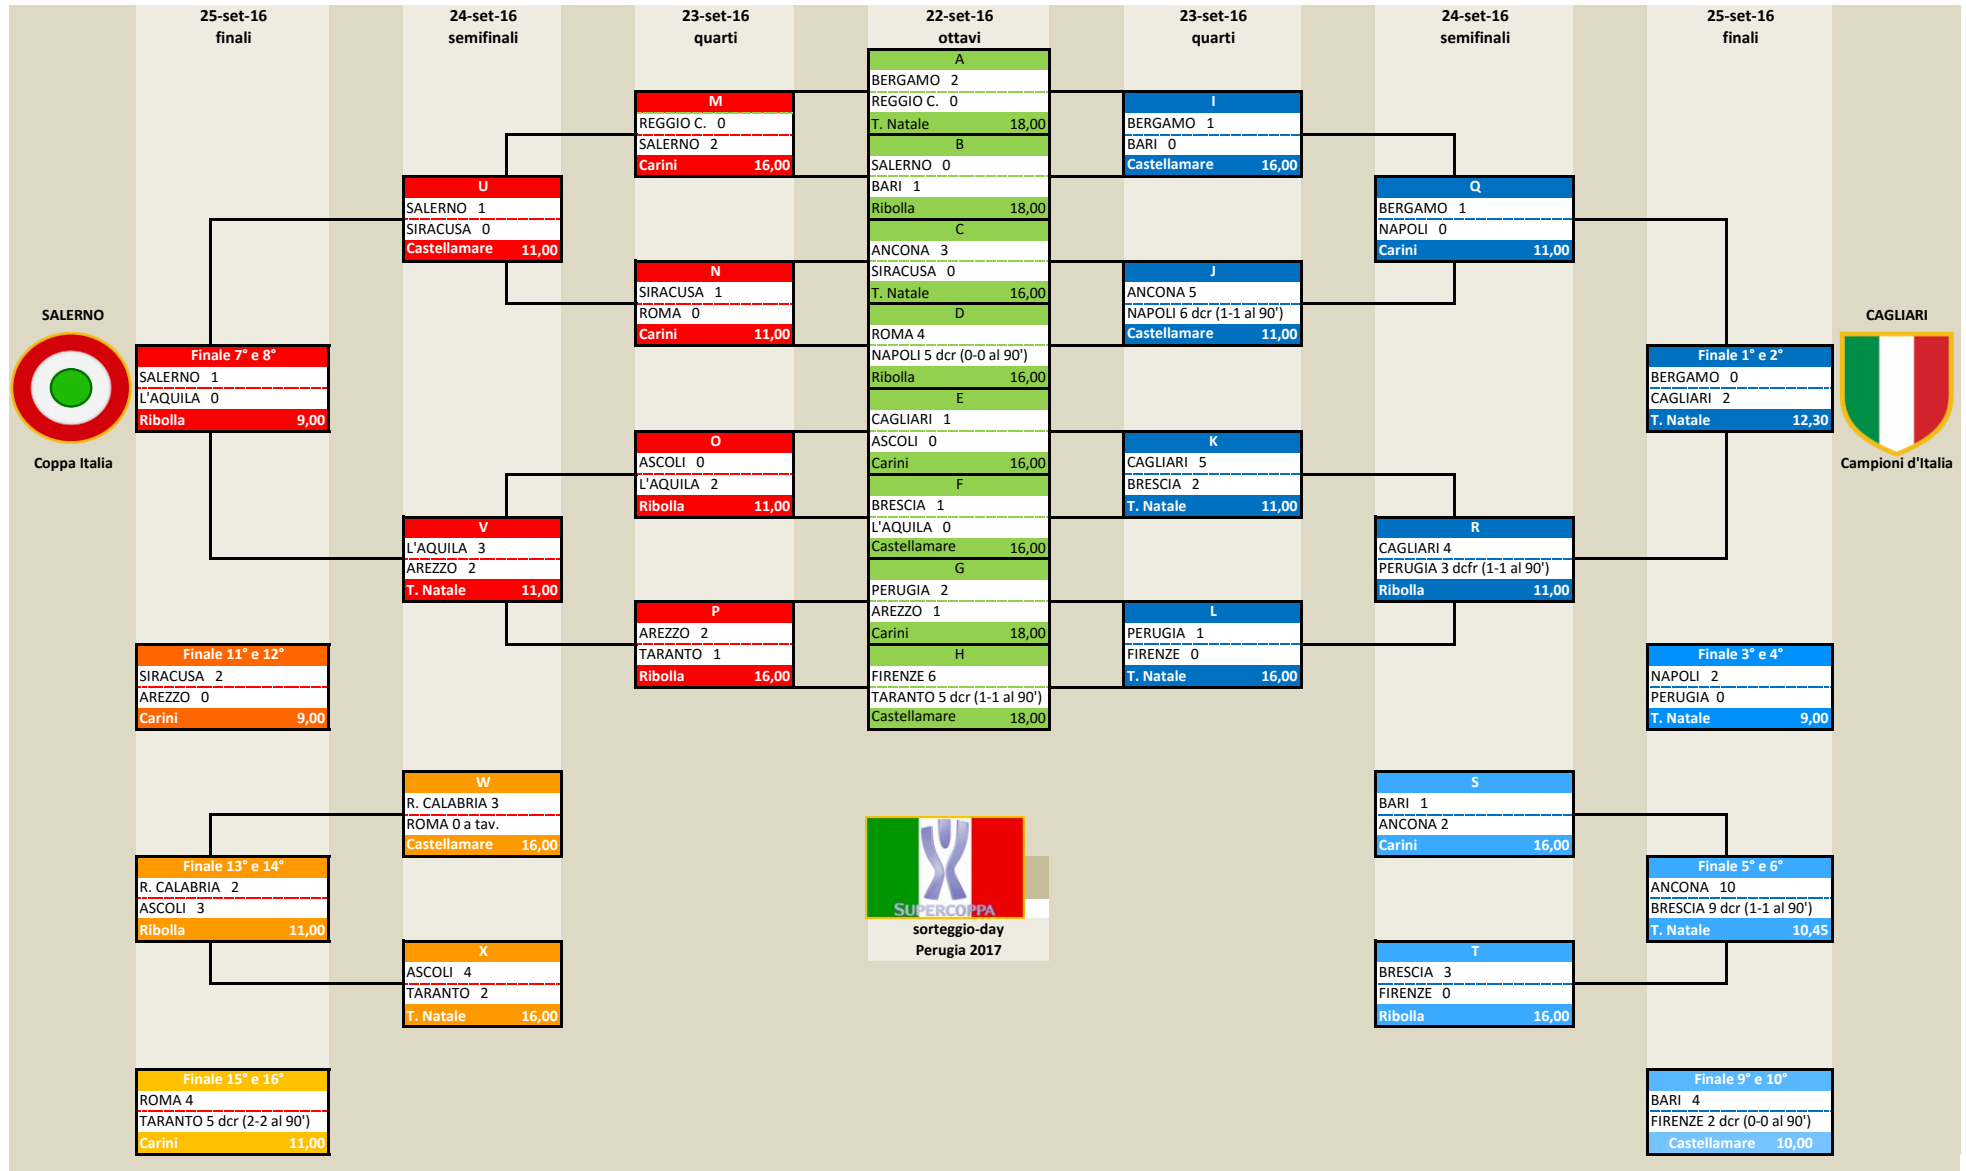 25-set-16
finali
24-set-16
semifinali
23-set-16
quarti
22-set-16
ottavi
23-set-16
quarti
24-set-16
semifinali
25-set-16
finali
SALERNO
Coppa Italia
Finale 7° e 8°
SALERNO 1
L'AQUILA 0
Ribolla 9,00
Finale 11° e 12°
SIRACUSA 2
AREZZO 0
Carini 9,00
Finale 13° e 14°
R. CALABRIA 2
ASCOLI 3
Ribolla 11,00
Finale 15° e 16°
ROMA 4
TARANTO 5 dcr (2-2 al 90')
Carini 11,00
U
SALERNO 1
SIRACUSA 0
Castellamare 11,00
V
L'AQUILA 3
AREZZO 2
T. Natale 11,00
W
R. CALABRIA 3
ROMA 0 a tav.
Castellamare 16,00
X
ASCOLI 4
TARANTO 2
T. Natale 16,00
M
REGGIO C. 0
SALERNO 2
Carini 16,00
N
SIRACUSA 1
ROMA 0
Carini 11,00
O
ASCOLI 0
L'AQUILA 2
Ribolla 11,00
P
AREZZO 2
TARANTO 1
Ribolla 16,00
A
BERGAMO 2
REGGIO C. 0
T. Natale 18,00
B
SALERNO 0
BARI 1
Ribolla 18,00
C
ANCONA 3
SIRACUSA 0
T. Natale 16,00
D
ROMA 4
NAPOLI 5 dcr (0-0 al 90')
Ribolla 16,00
E
CAGLIARI 1
ASCOLI 0
Carini 16,00
F
BRESCIA 1
L'AQUILA 0
Castellamare 16,00
G
PERUGIA 2
AREZZO 1
Carini 18,00
H
FIRENZE 6
TARANTO 5 dcr (1-1 al 90')
Castellamare 18,00
SUPERCOPPA
sorteggio-day
Perugia 2017
I
BERGAMO 1
BARI 0
Castellamare 16,00
J
ANCONA 5
NAPOLI 6 dcr (1-1 al 90')
Castellamare 11,00
K
CAGLIARI 5
BRESCIA 2
T. Natale 11,00
L
PERUGIA 1
FIRENZE 0
T. Natale 16,00
Q
BERGAMO 1
NAPOLI 0
Carini 11,00
R
CAGLIARI 4
PERUGIA 3 dcfr (1-1 al 90')
Ribolla 11,00
S
BARI 1
ANCONA 2
Carini 16,00
T
BRESCIA 3
FIRENZE 0
Ribolla 16,00
Finale 1° e 2°
BERGAMO 0
CAGLIARI 2
T. Natale 12,30
Finale 3° e 4°
NAPOLI 2
PERUGIA 0
T. Natale 9,00
Finale 5° e 6°
ANCONA 10
BRESCIA 9 dcr (1-1 al 90')
T. Natale 10,45
Finale 9° e 10°
BARI 4
FIRENZE 2 dcr (0-0 al 90')
Castellamare 10,00
CAGLIARI
Campioni d'Italia